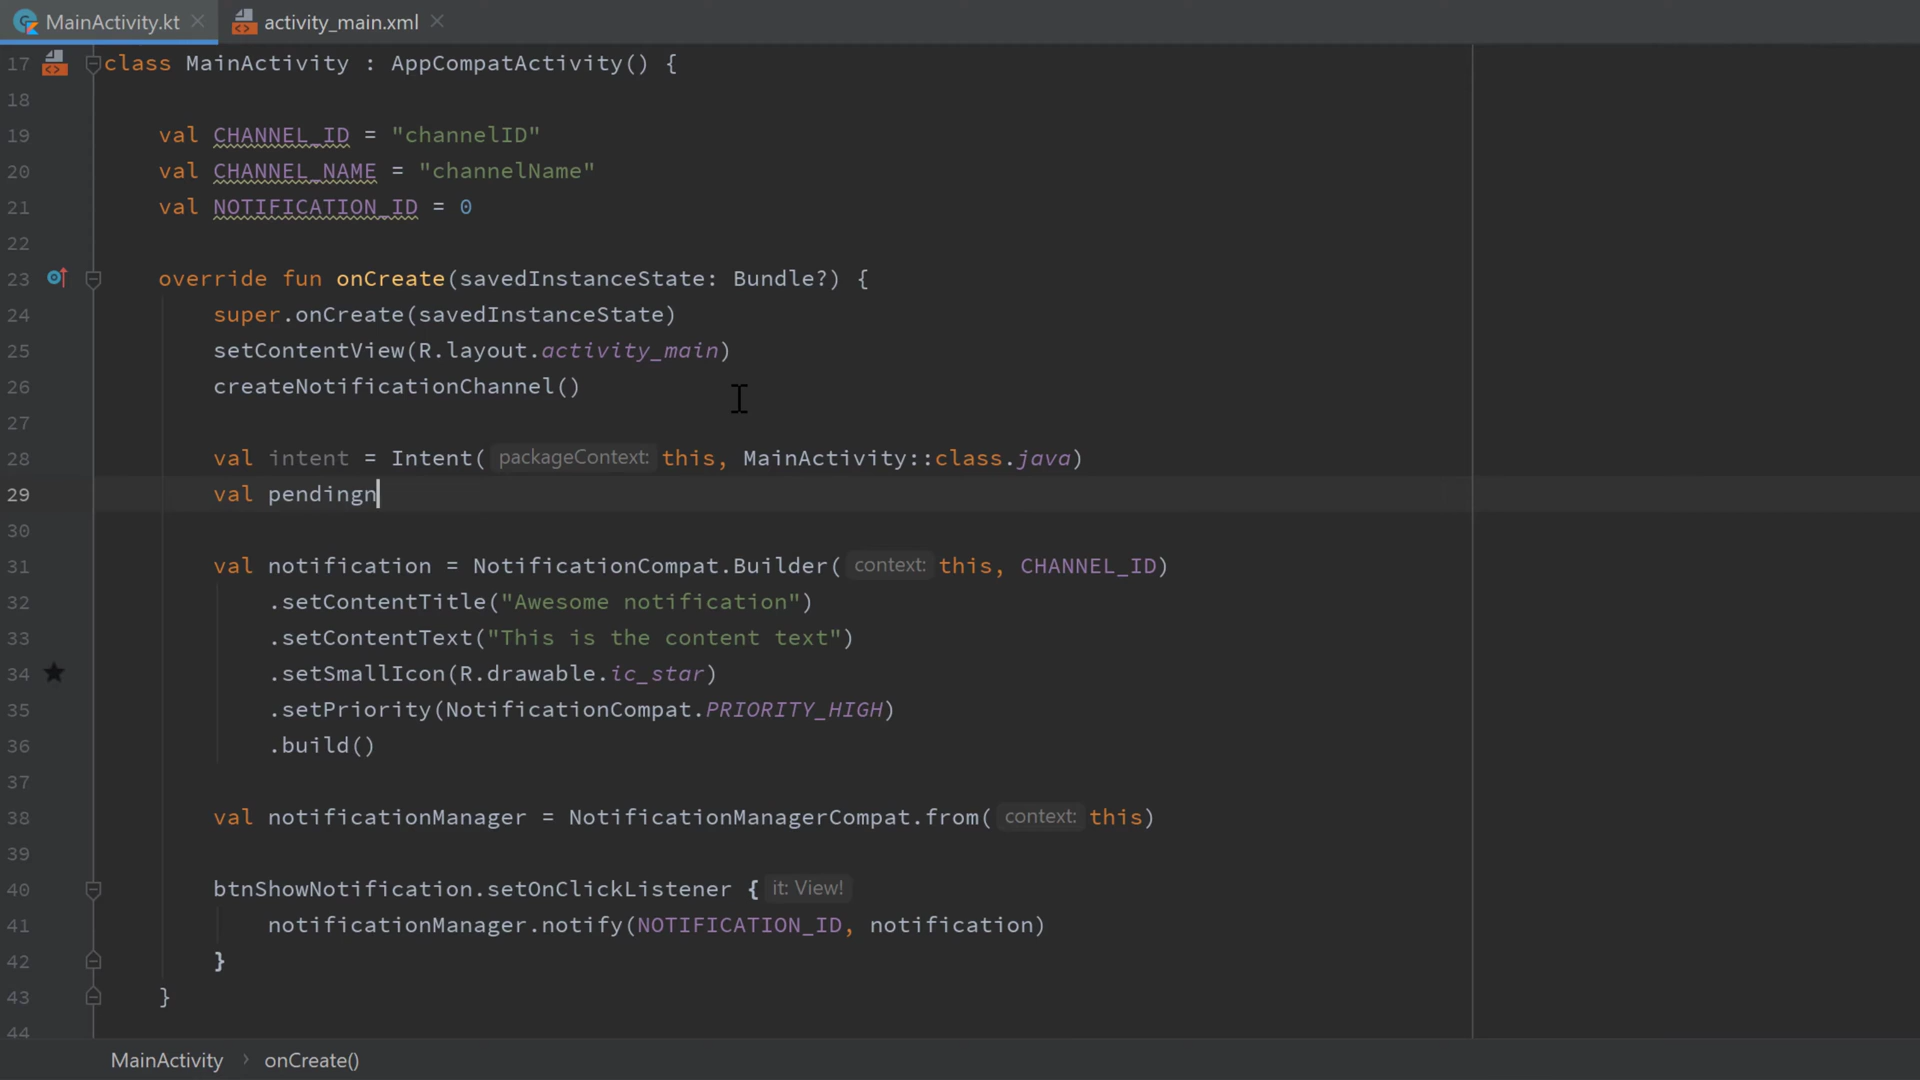 MainActivity.kt activity_main.xml
17 class MainActivity : AppCompatActivity() {
18
19 val CHANNEL_ID = "channelID"
20 val CHANNEL_NAME = "channelName"
21 val NOTIFICATION_ID = 0
22
23 override fun onCreate(savedInstanceState: Bundle?) {
24 super.onCreate(savedInstanceState)
25 setContentView(R.layout.activity_main)
26 createNotificationChannel()
27
28 val intent = Intent( packageContext: this, MainActivity::class.java)
29 val pendingn
30
31 val notification = NotificationCompat.Builder( context: this, CHANNEL_ID)
32 .setContentTitle("Awesome notification")
33 .setContentText("This is the content text")
34 .setSmallIcon(R.drawable.ic_star)
35 .setPriority(NotificationCompat.PRIORITY_HIGH)
36 .build()
37
38 val notificationManager = NotificationManagerCompat.from( context: this)
39
40 btnShowNotification.setOnClickListener { it: View!
41 notificationManager.notify(NOTIFICATION_ID, notification)
42 }
43 }
44
MainActivity › onCreate()